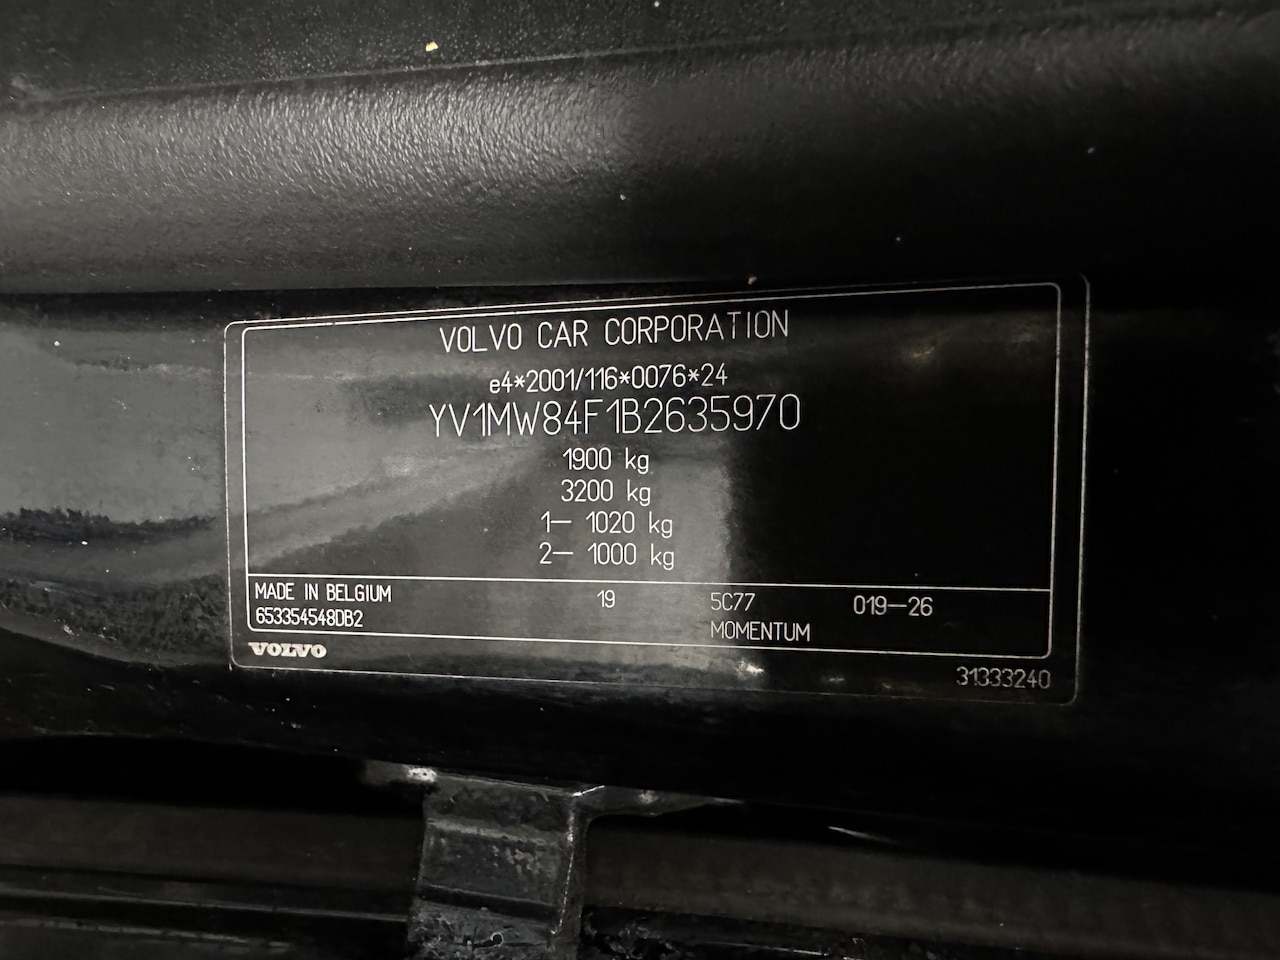 VOLVO CAR CORPORATION
e4*2001/116*0076*24
YV1MW84F1B2635970
1900 kg
3200 kg
1– 1020 kg
2– 1000 kg
MADE IN BELGIUM 19 5C77 019–26
653354548DB2 MOMENTUM
VOLVO
31333240